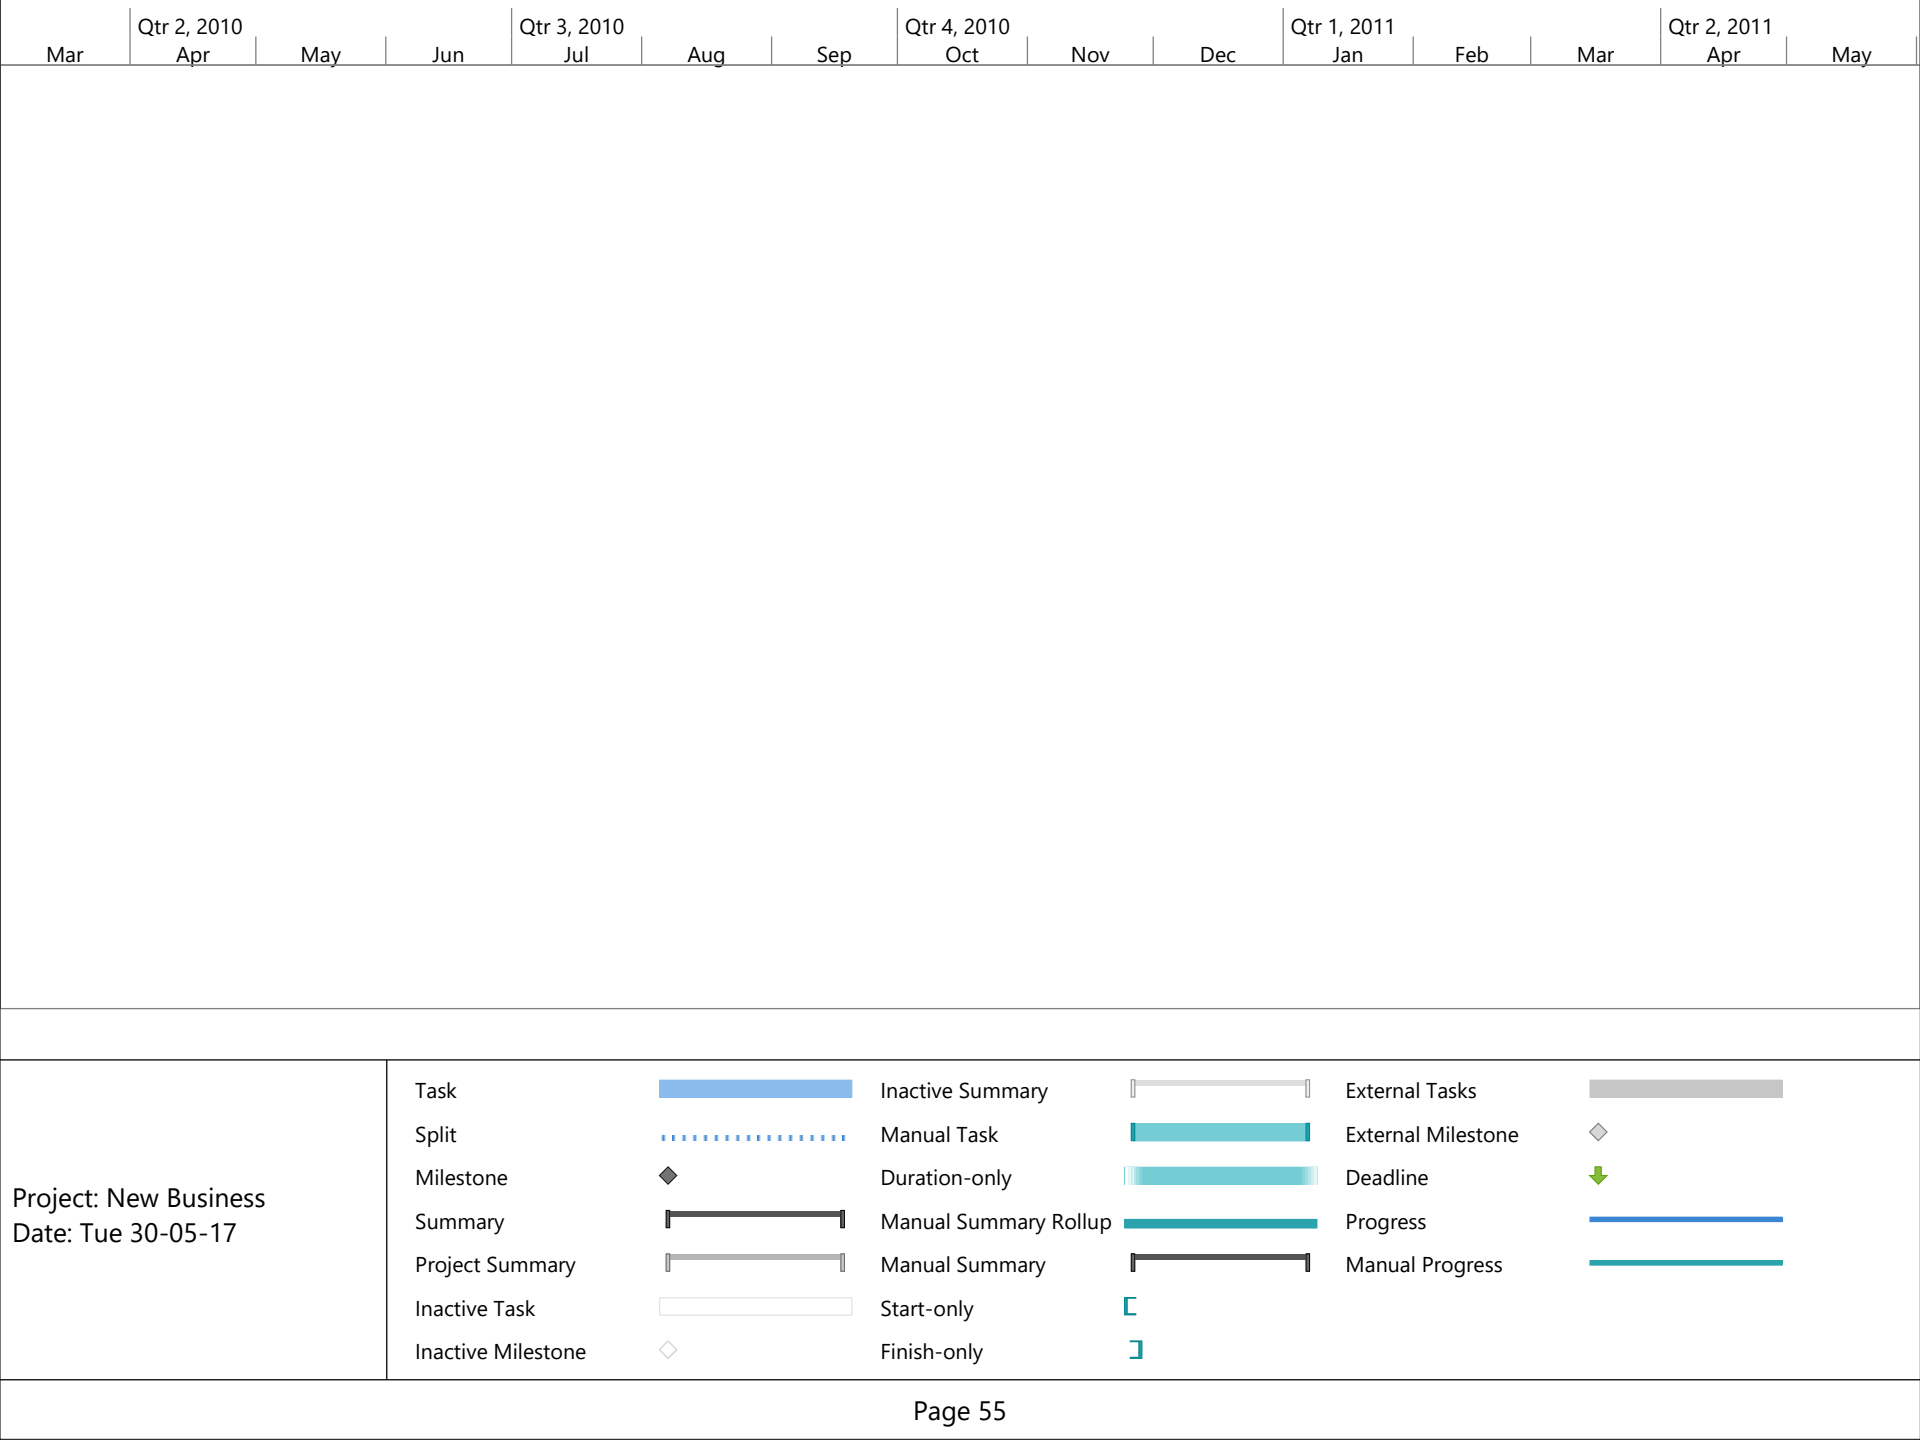 Qtr 2, 2010 Qtr 3, 2010 Qtr 4, 2010 Qtr 1, 2011 Qtr 2, 2011
Mar Apr May Jun Jul Aug Sep Oct Nov Dec Jan Feb Mar Apr May
Project: New Business
Date: Tue 30-05-17
Task
Split
Milestone
Summary
Project Summary
Inactive Task
Inactive Milestone
Inactive Summary
Manual Task
Duration-only
Manual Summary Rollup
Manual Summary
Start-only
Finish-only
External Tasks
External Milestone
Deadline
Progress
Manual Progress
Page 55